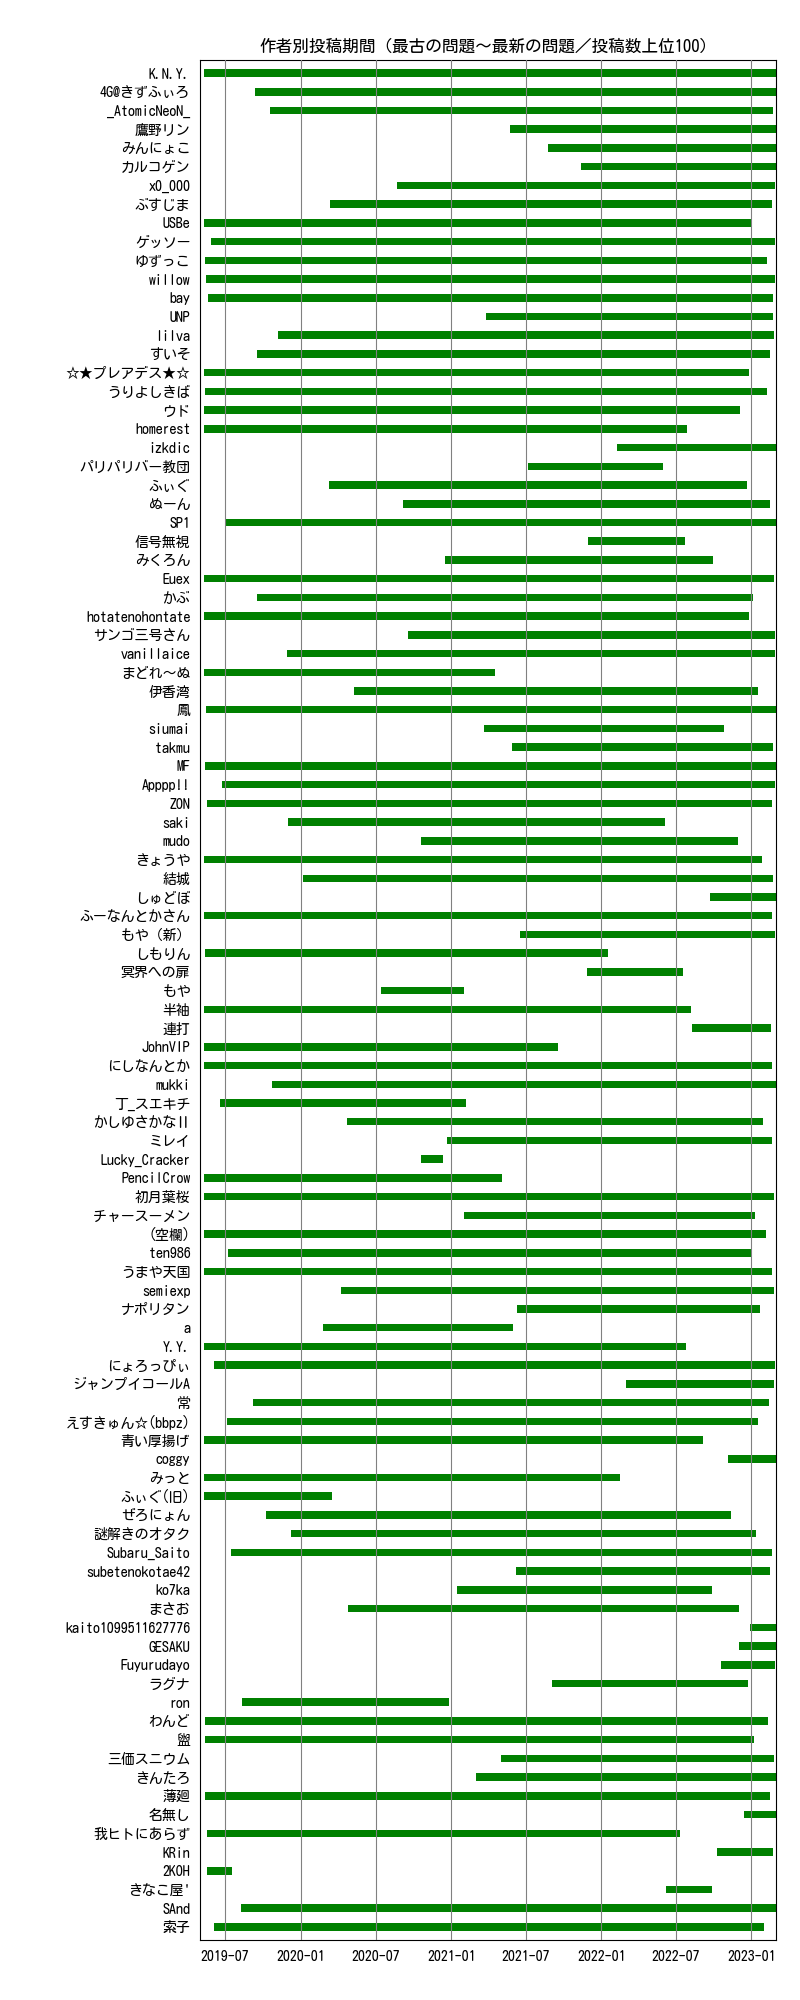 作者別投稿期間（最古の問題～最新の問題／投稿数上位100）
K.N.Y.
4G@きずふぃろ
_AtomicNeoN_
鷹野リン
みんにょこ
カルコゲン
x0_000
ぶすじま
USBe
ゲッソー
ゆずっこ
willow
bay
UNP
lilva
すいそ
☆★プレアデス★☆
うりよしきば
ウド
homerest
izkdic
パリパリバー教団
ふぃぐ
ぬーん
SP1
信号無視
みくろん
Euex
かぶ
hotatenohontate
サンゴ三号さん
vanillaice
まどれ～ぬ
伊香湾
鳳
siumai
takmu
MF
Appppll
ZON
saki
mudo
きょうや
結城
しゅどぼ
ふーなんとかさん
もや（新）
しもりん
冥界への扉
もや
半袖
連打
JohnVIP
にしなんとか
mukki
丁_スエキチ
かしゆさかなII
ミレイ
Lucky_Cracker
PencilCrow
初月葉桜
チャースーメン
(空欄)
ten986
うまや天国
semiexp
ナポリタン
a
Y.Y.
にょろっぴぃ
ジャンプイコールA
常
えすきゅん☆(bbpz)
青い厚揚げ
coggy
みっと
ふぃぐ(旧)
ぜろにょん
謎解きのオタク
Subaru_Saito
subetenokotae42
ko7ka
まさお
kaito1099511627776
GESAKU
Fuyurudayo
ラグナ
ron
わんど
盥
三価スニウム
きんたろ
薄廻
名無し
我ヒトにあらず
KRin
2KOH
きなこ屋'
SAnd
索子
2019-07 2020-01 2020-07 2021-01 2021-07 2022-01 2022-07 2023-01